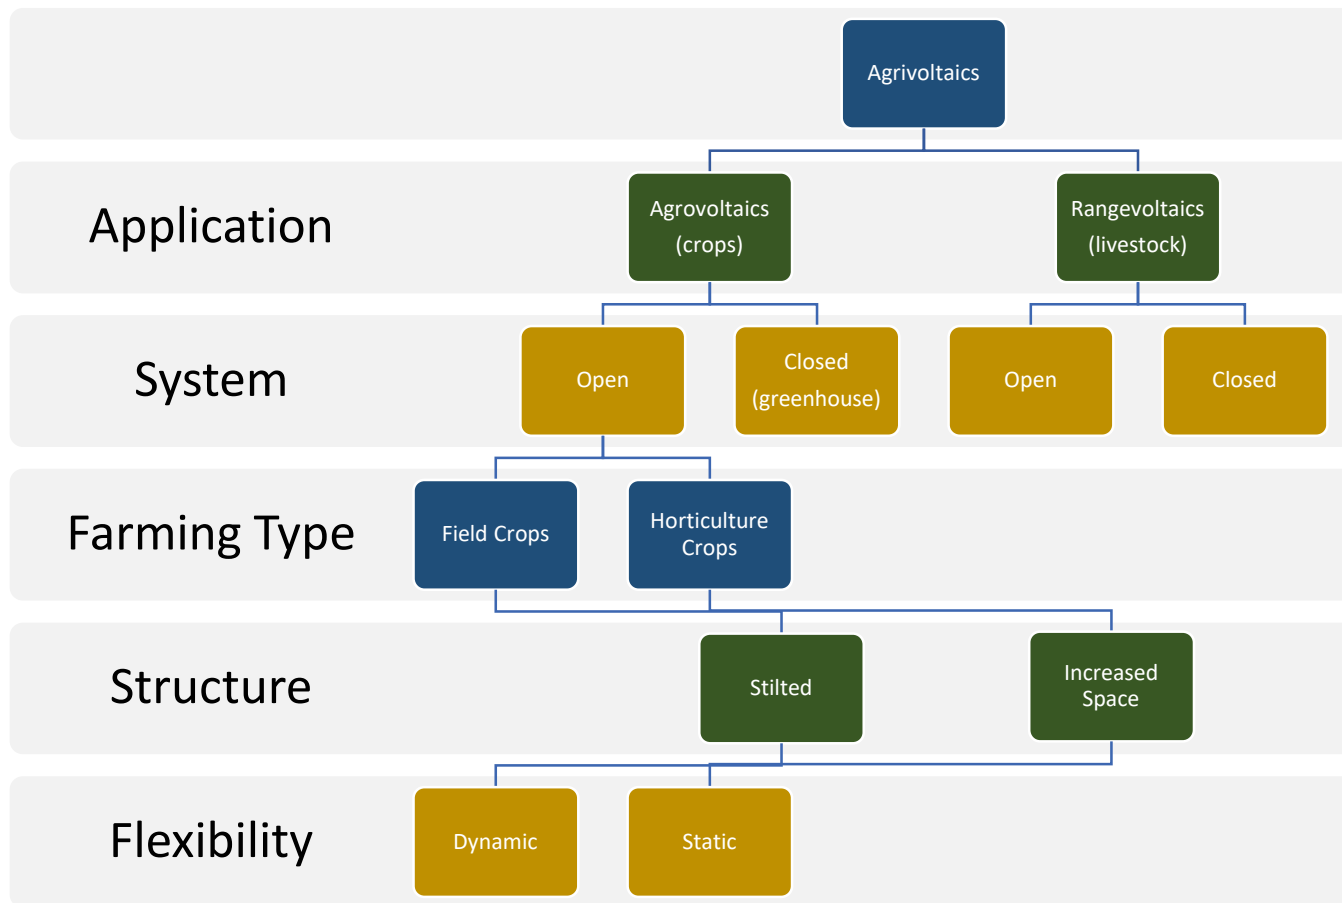 Agrivoltaics
Application
Agrovoltaics
(crops)
Rangevoltaics
(livestock)
System
Open
Closed
(greenhouse)
Open
Closed
Farming Type
Field Crops
Horticulture
Crops
Structure
Stilted
Increased
Space
Flexibility
Dynamic
Static